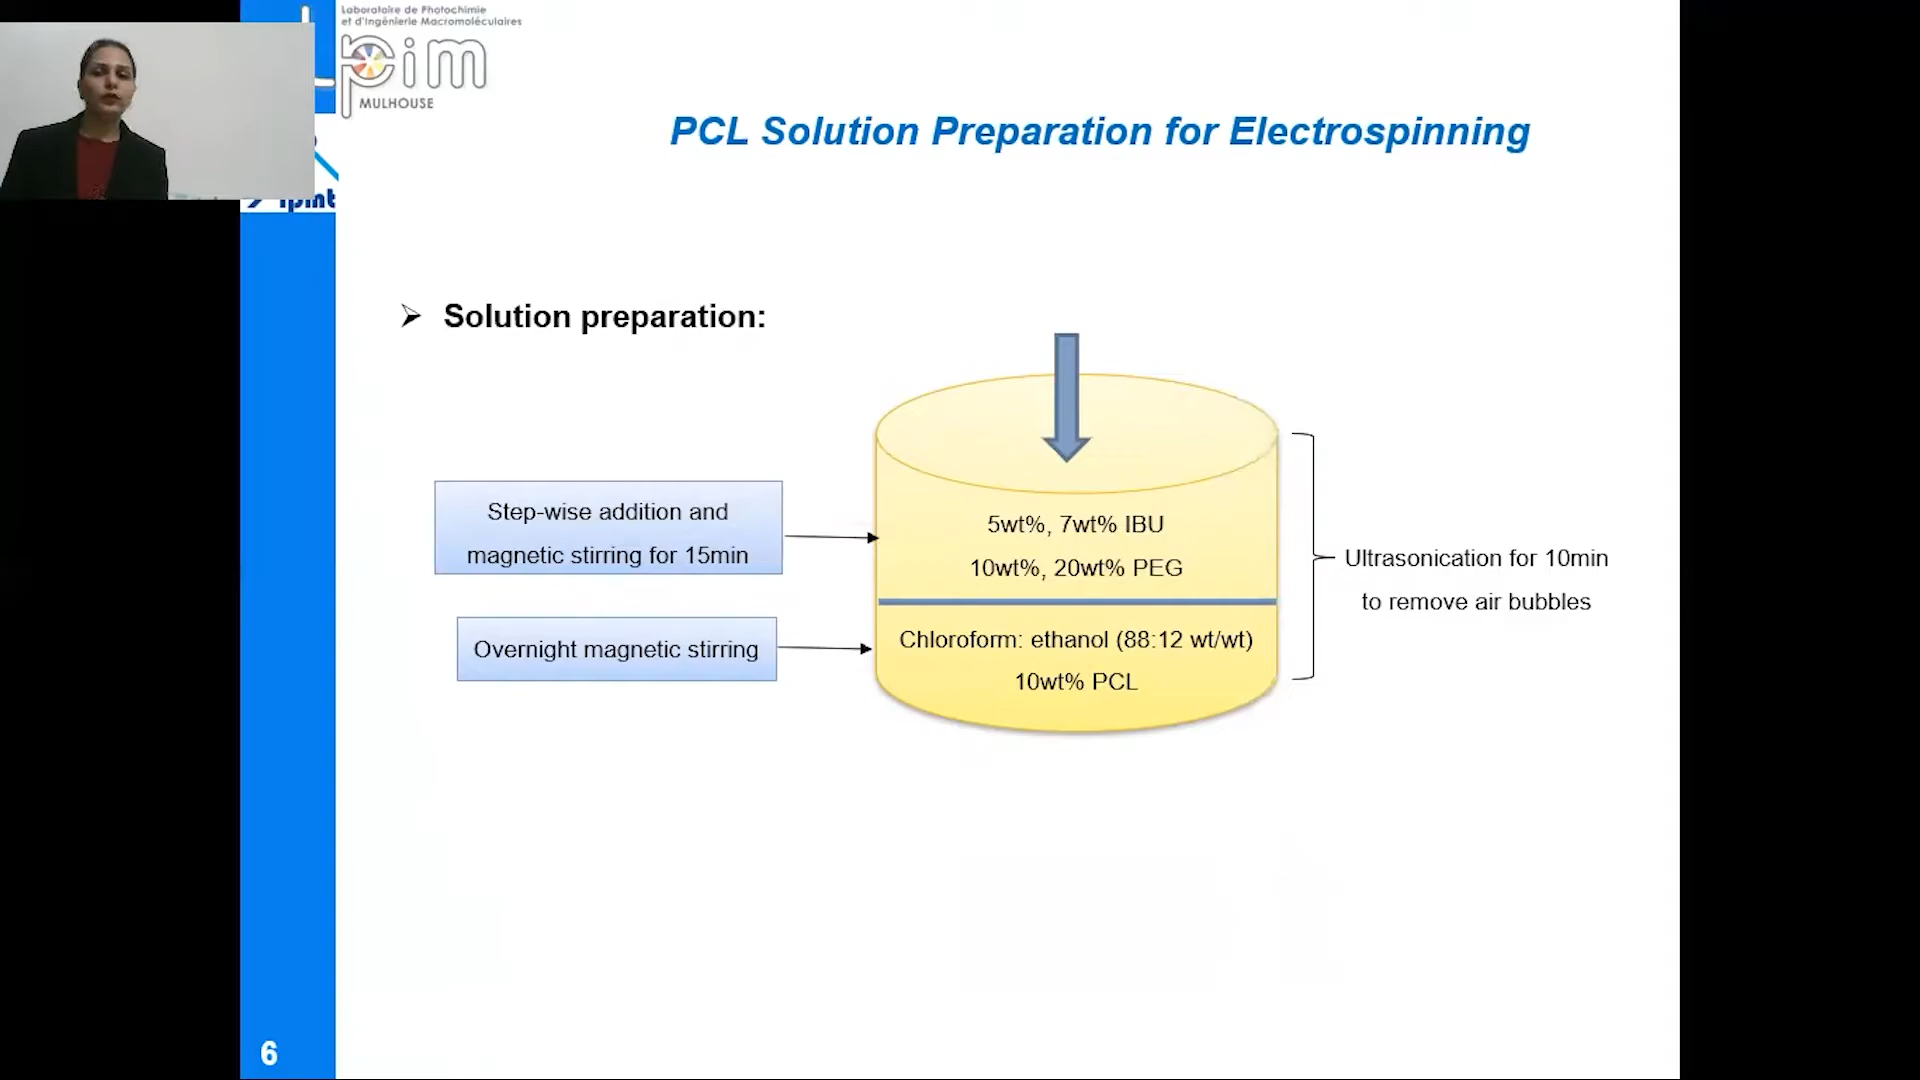 Laboratoire de Photochimie
et d'Ingénierie Macromoléculaires
pim
MULHOUSE
PCL Solution Preparation for Electrospinning
Solution preparation:
Step-wise addition and
magnetic stirring for 15min
Overnight magnetic stirring
5wt%, 7wt% IBU
10wt%, 20wt% PEG
Chloroform: ethanol (88:12 wt/wt)
10wt% PCL
Ultrasonication for 10min
to remove air bubbles
6